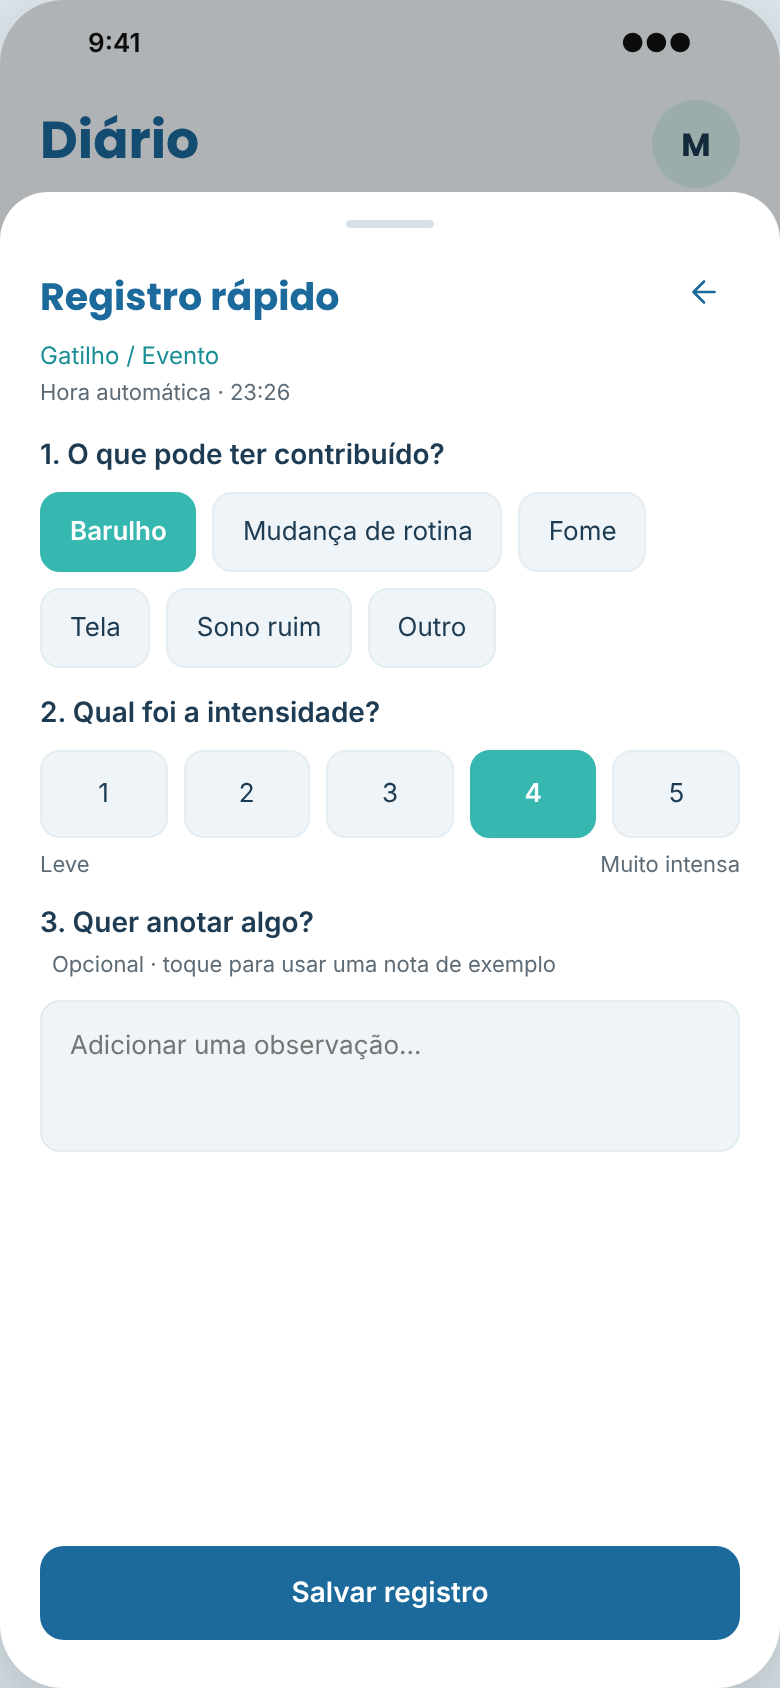 9:41
Diário
M
Registro rápido
Gatilho / Evento
Hora automática · 23:26
1. O que pode ter contribuído?
Barulho Mudança de rotina Fome
Tela Sono ruim Outro
2. Qual foi a intensidade?
1 2 3 4 5
Leve Muito intensa
3. Quer anotar algo?
Opcional · toque para usar uma nota de exemplo
Adicionar uma observação...
Salvar registro